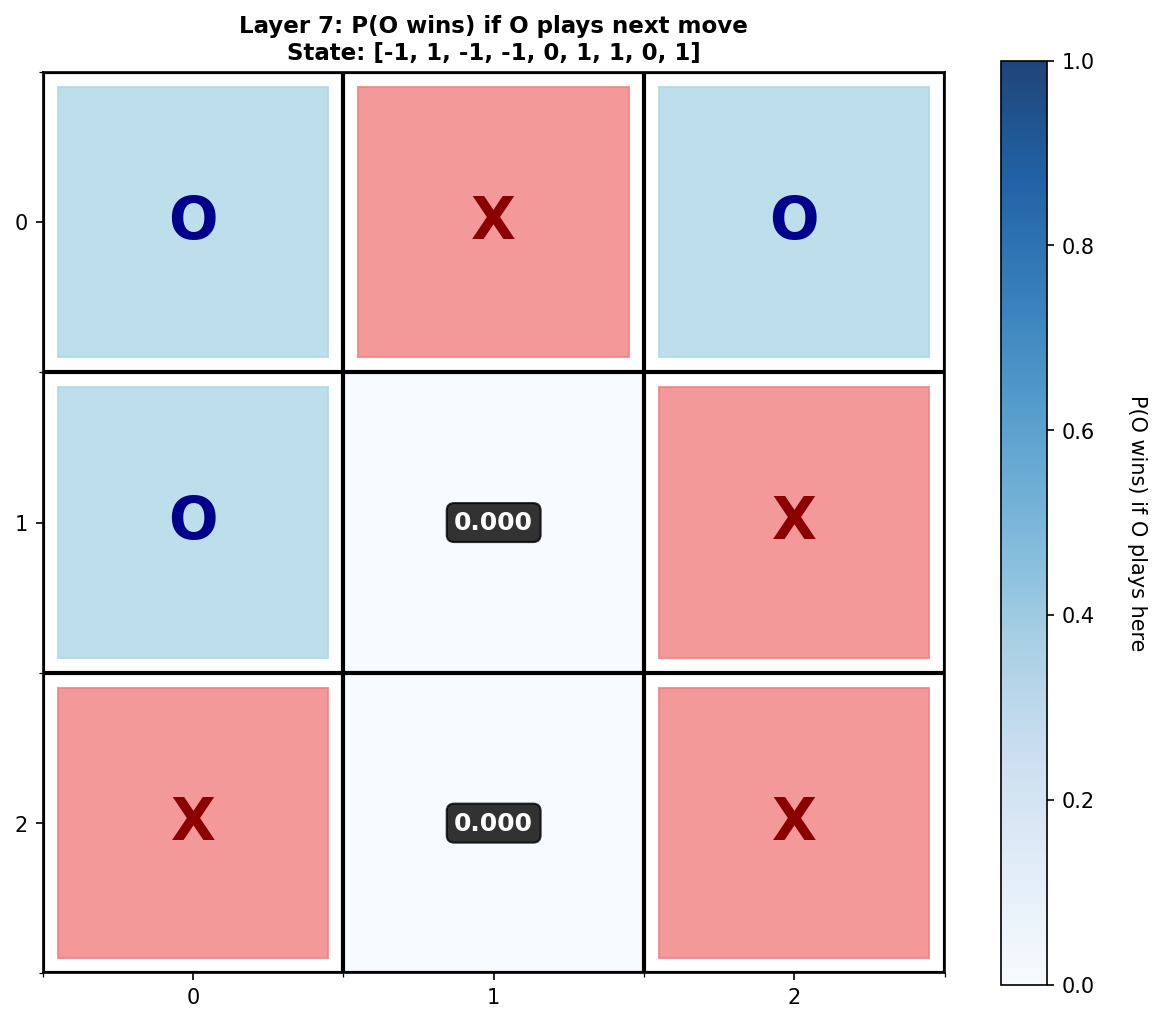 Layer 7: P(O wins) if O plays next move
State: [-1, 1, -1, -1, 0, 1, 1, 0, 1]
0
O
X
O
1
O
0.000
X
2
X
0.000
X
0
1
2
1.0
0.8
0.6
0.4
0.2
0.0
P(O wins) if O plays here